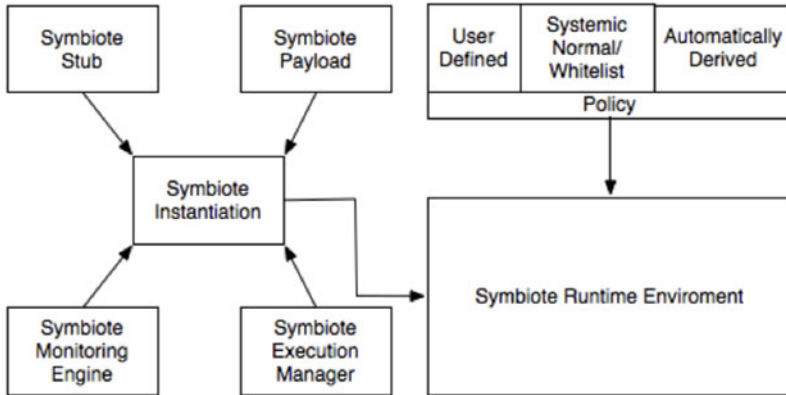 Symbiote
Stub
Symbiote
Payload
User
Defined
Systemic
Normal/
Whitelist
Automatically
Derived
Policy
Symbiote
Instantiation
Symbiote Runtime Enviroment
Symbiote
Monitoring
Engine
Symbiote
Execution
Manager